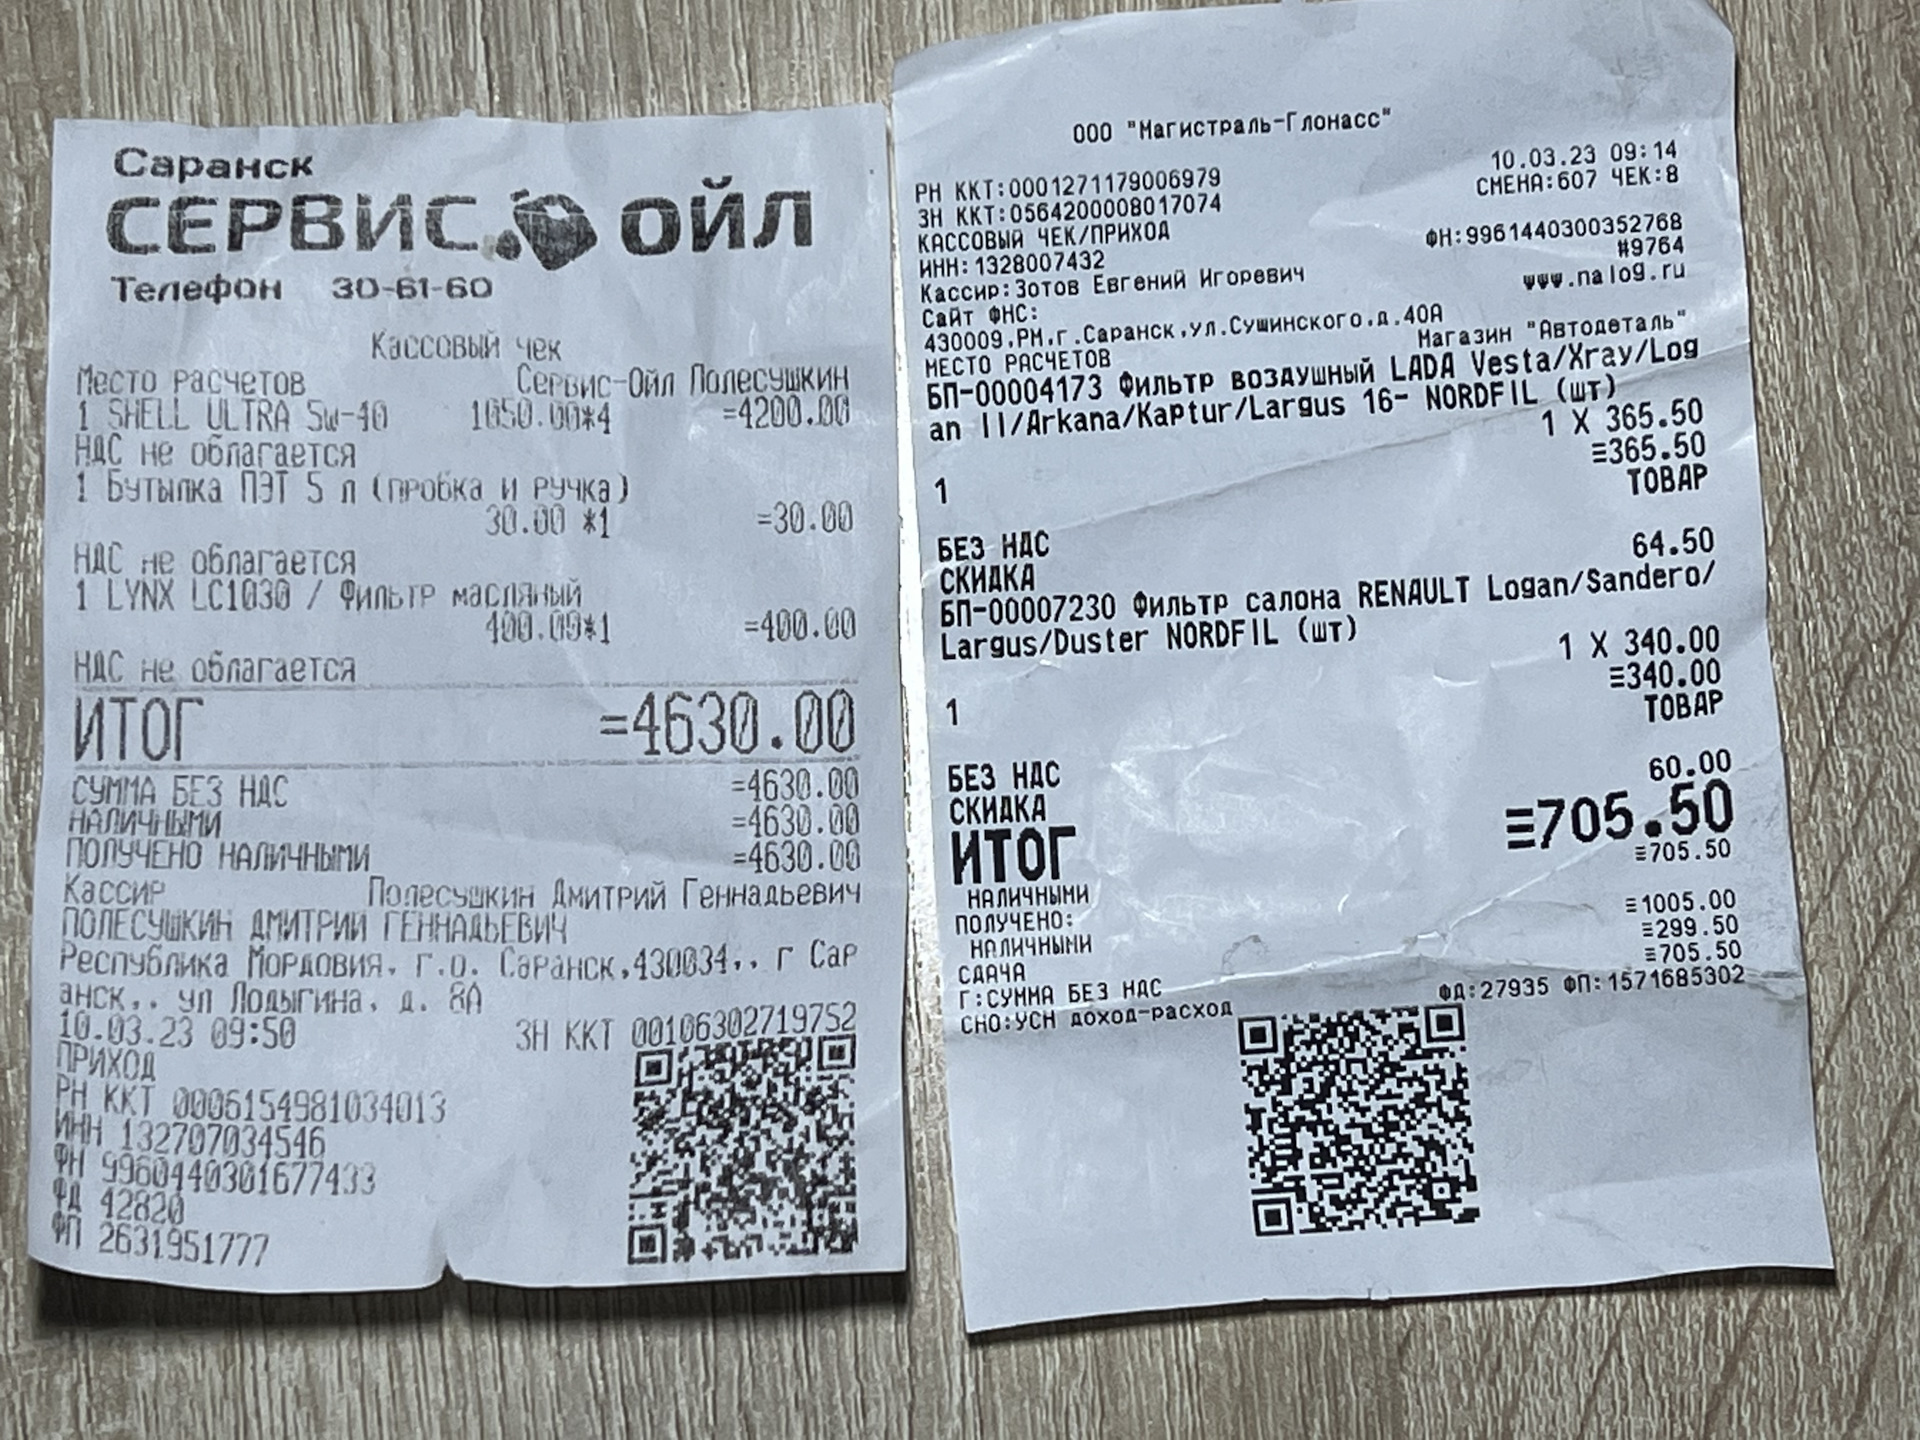 Саранск
СЕРВИС ОЙЛ
Телефон 30-61-60
Кассовый чек
Место расчетов Сервис-Ойл Полесушкин
1 SHELL ULTRA 5w-40 1050.00*4 =4200.00
НДС не облагается
1 Бутылка ПЭТ 5 л (пробка и ручка)
30.00 *1 =30.00
НДС не облагается
1 LYNX LC1030 / Фильтр масляный
400.00*1 =400.00
НДС не облагается
ИТОГ =4630.00
СУММА БЕЗ НДС =4630.00
НАЛИЧНЫМИ =4630.00
ПОЛУЧЕНО НАЛИЧНЫМИ =4630.00
Кассир Полесушкин Дмитрий Геннадьевич
ПОЛЕСУШКИН ДМИТРИЙ ГЕННАДЬЕВИЧ
Республика Мордовия, г.о. Саранск,430034,, г Сар
анск,, ул Лодыгина, д. 8А
10.03.23 09:50 ЗН ККТ 00106302719752
ПРИХОД
РН ККТ 0006154981034013
ИНН 132707034546
ФН 9960440301677433
ФД 42820
ФП 2631951777
ООО "Магистраль-Глонасс"
10.03.23 09:14
РН ККТ:0001271179006979 СМЕНА:607 ЧЕК:8
ЗН ККТ:0564200008017074
КАССОВЫЙ ЧЕК/ПРИХОД ФН:9961440300352768
ИНН:1328007432 #9764
Кассир:Зотов Евгений Игоревич www.nalog.ru
Сайт ФНС:
430009,РМ,г.Саранск,ул.Сушинского,д.40А
МЕСТО РАСЧЕТОВ Магазин "Автодеталь"
БП-00004173 Фильтр воздушный LADA Vesta/Xray/Log
an II/Arkana/Kaptur/Largus 16- NORDFIL (шт)
1 X 365.50
≡365.50
1 ТОВАР
БЕЗ НДС
СКИДКА 64.50
БП-00007230 Фильтр салона RENAULT Logan/Sandero/
Largus/Duster NORDFIL (шт)
1 X 340.00
≡340.00
1 ТОВАР
БЕЗ НДС
СКИДКА 60.00
ИТОГ ≡705.50
НАЛИЧНЫМИ ≡705.50
ПОЛУЧЕНО:
НАЛИЧНЫМИ ≡1005.00
СДАЧА ≡299.50
Г:СУММА БЕЗ НДС ≡705.50
СНО:УСН доход-расход ФД:27935 ФП:1571685302